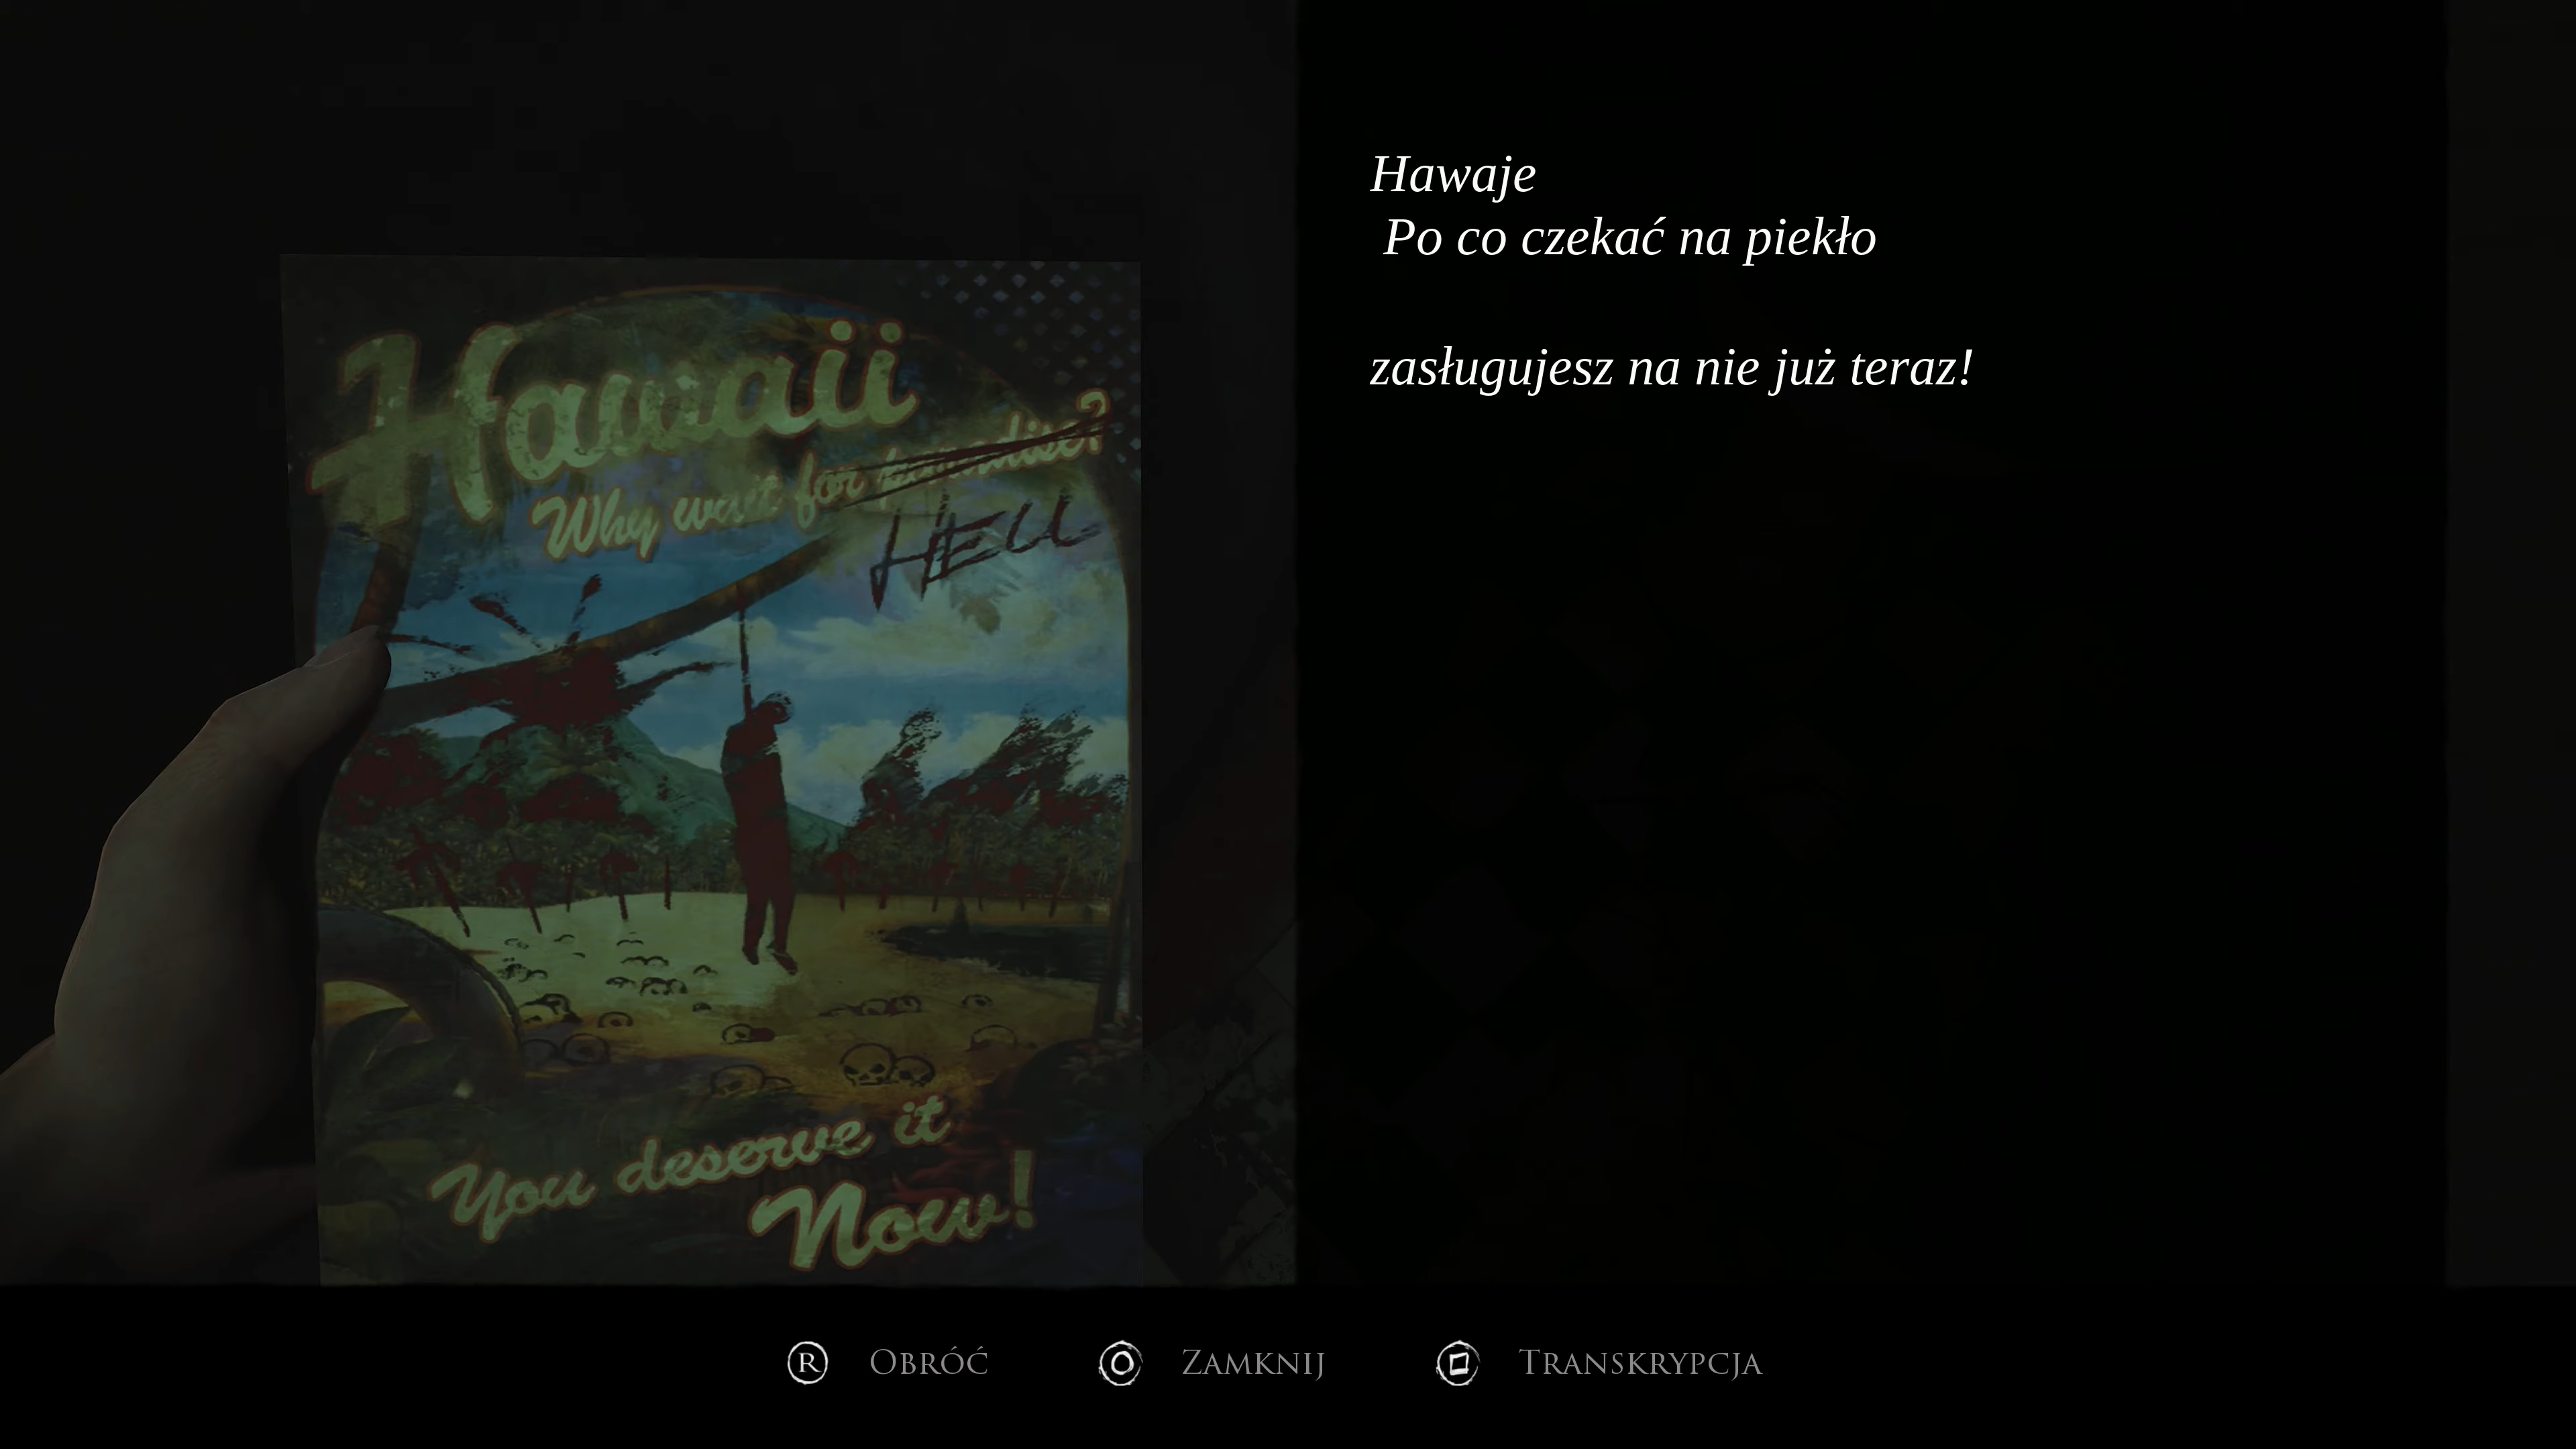 Hawaii
Why wait for paradise?
HELL
You deserve it
Now!
Hawaje
Po co czekać na piekło
zasługujesz na nie już teraz!
R Obróć
Zamknij
Transkrypcja